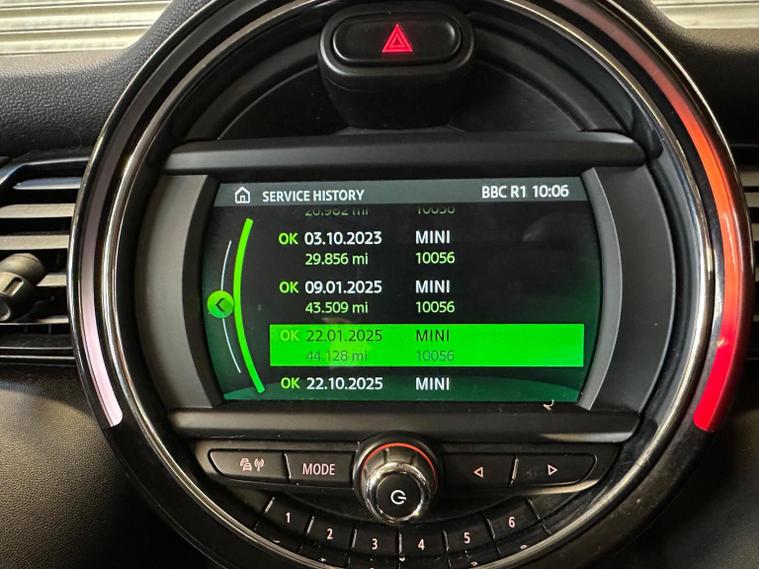 SERVICE HISTORY BBC R1 10:06
10056
OK 03.10.2023 MINI
29.856 mi 10056
OK 09.01.2025 MINI
43.509 mi 10056
OK 22.01.2025 MINI
44.128 mi 10056
OK 22.10.2025 MINI
MODE
1 2 3 4 5 6